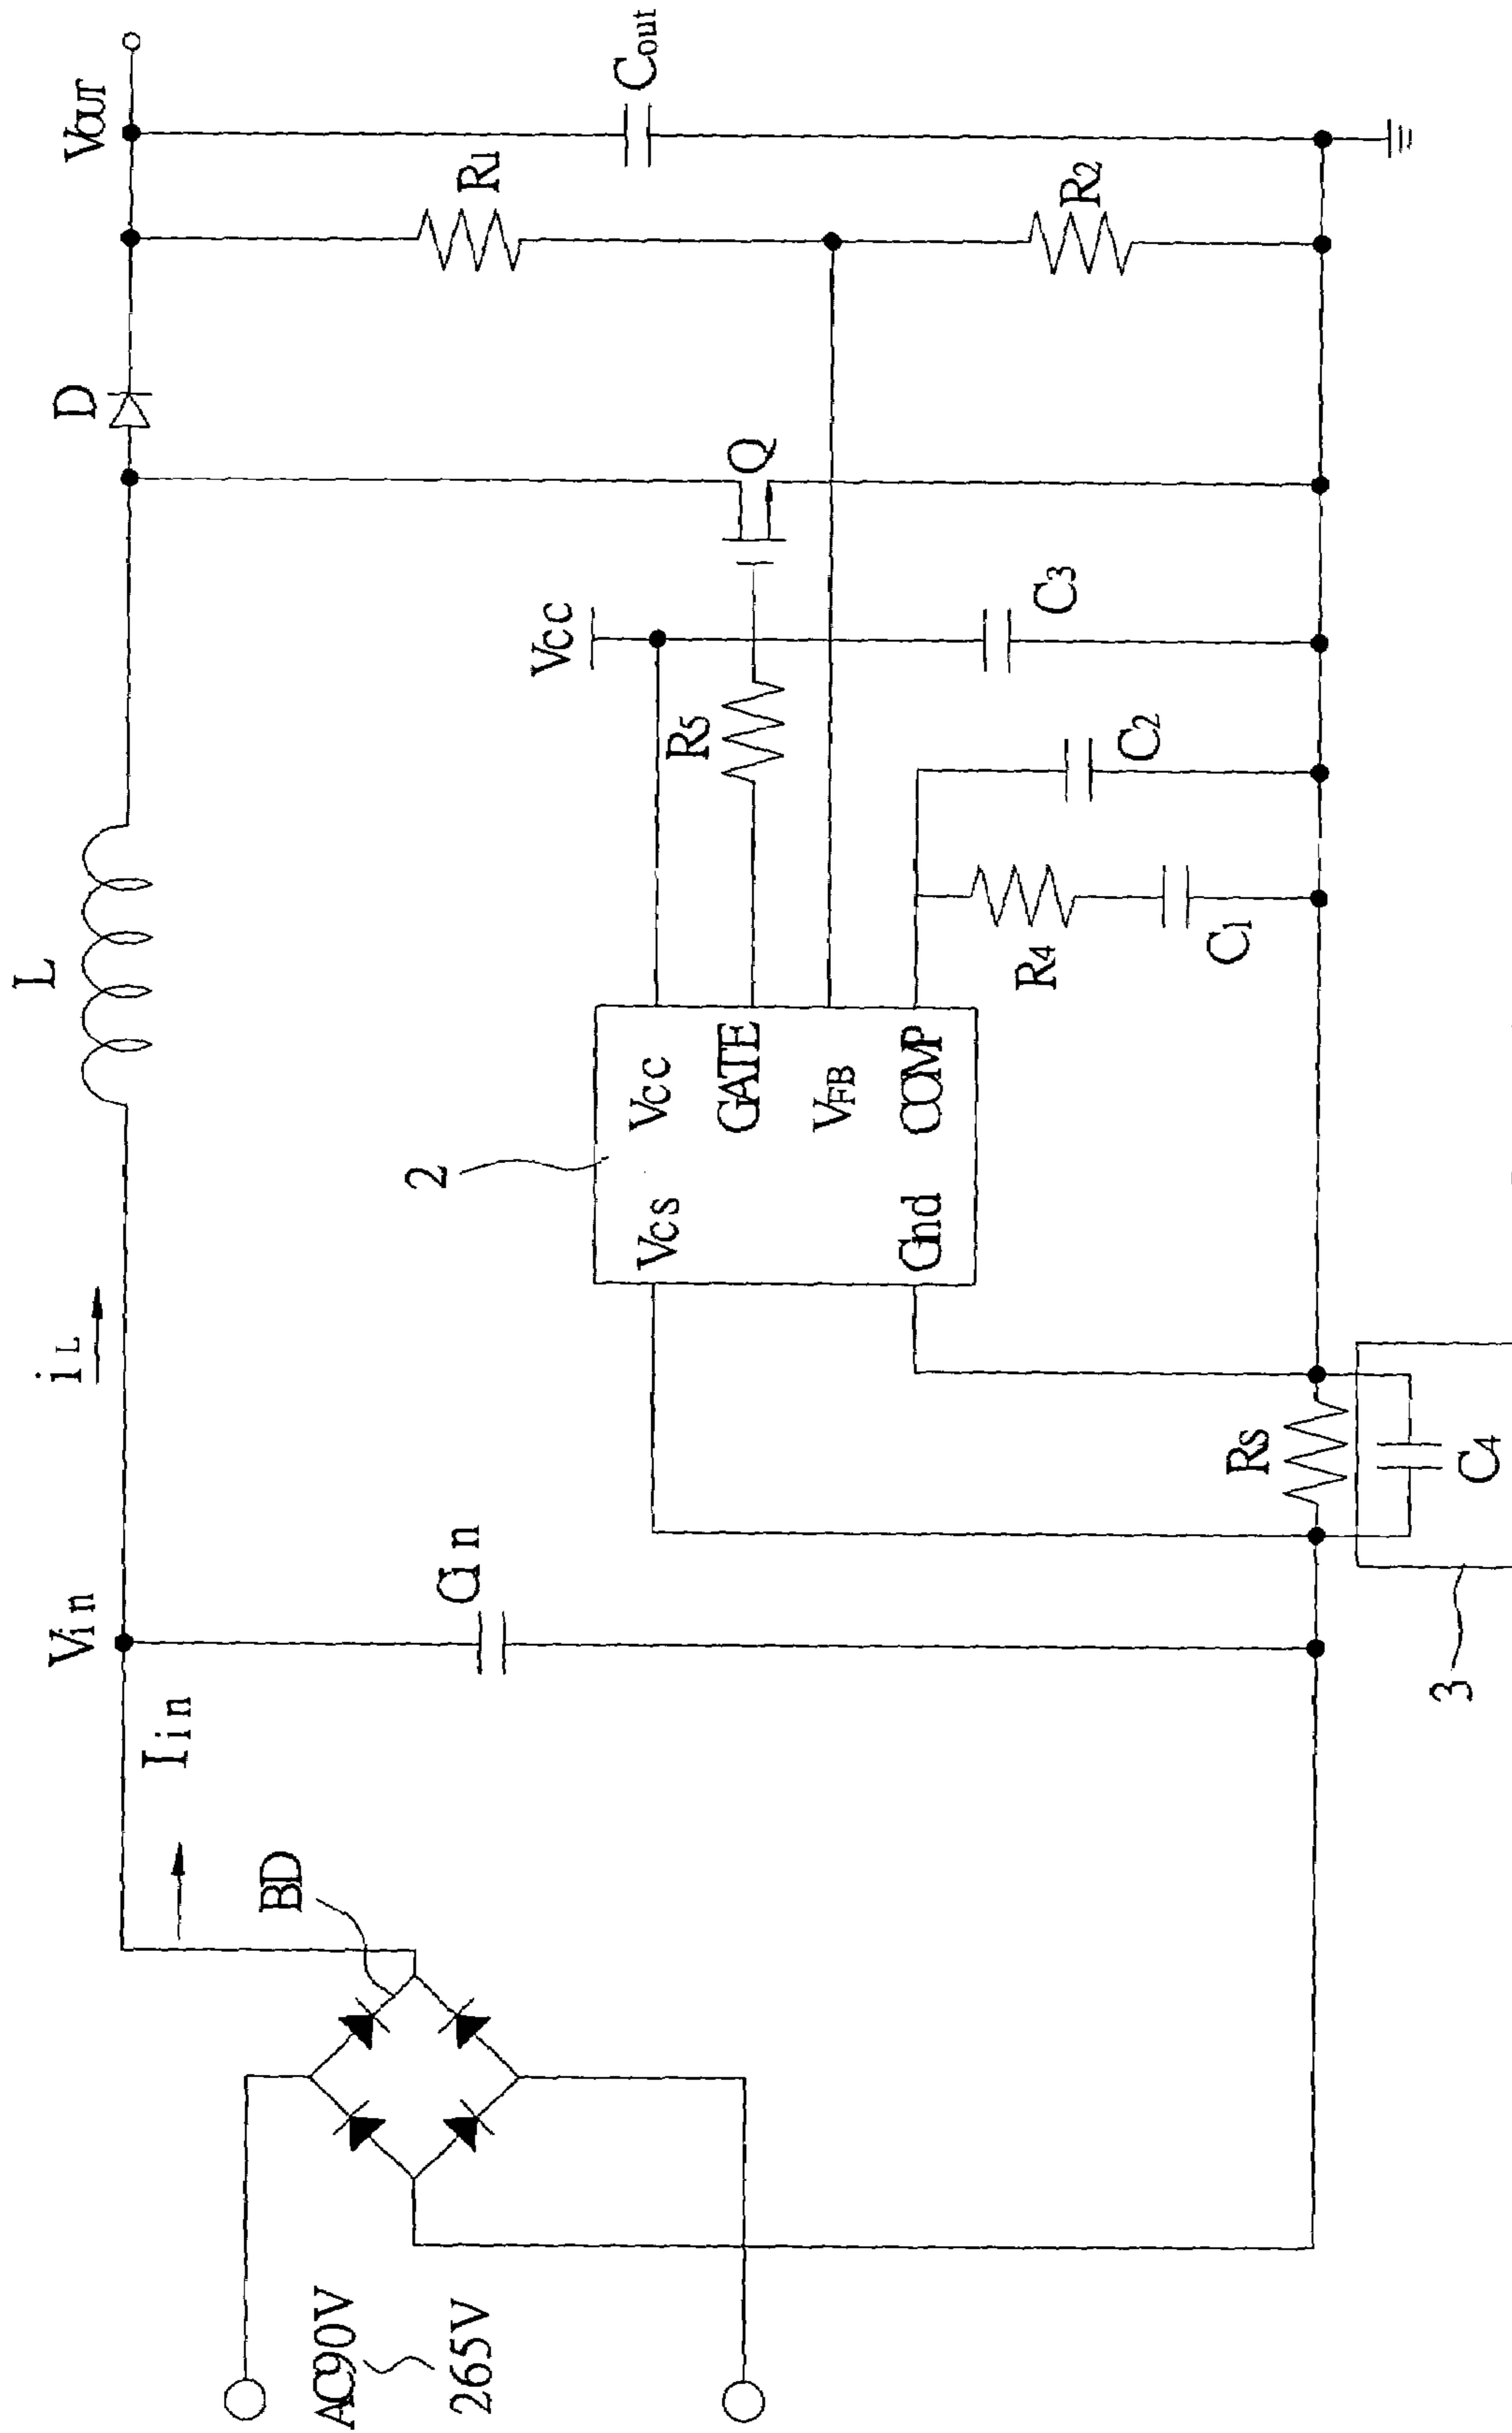 L
D
VOUT
Vin
iL
Iin
BD
Cin
2
Vcc
R5
Q
R1
Cout
Vcs
Vcc
GATE
VFB
Gnd
COMP
AC90V
265V
R4
C1
C2
C3
R2
Rs
C4
3